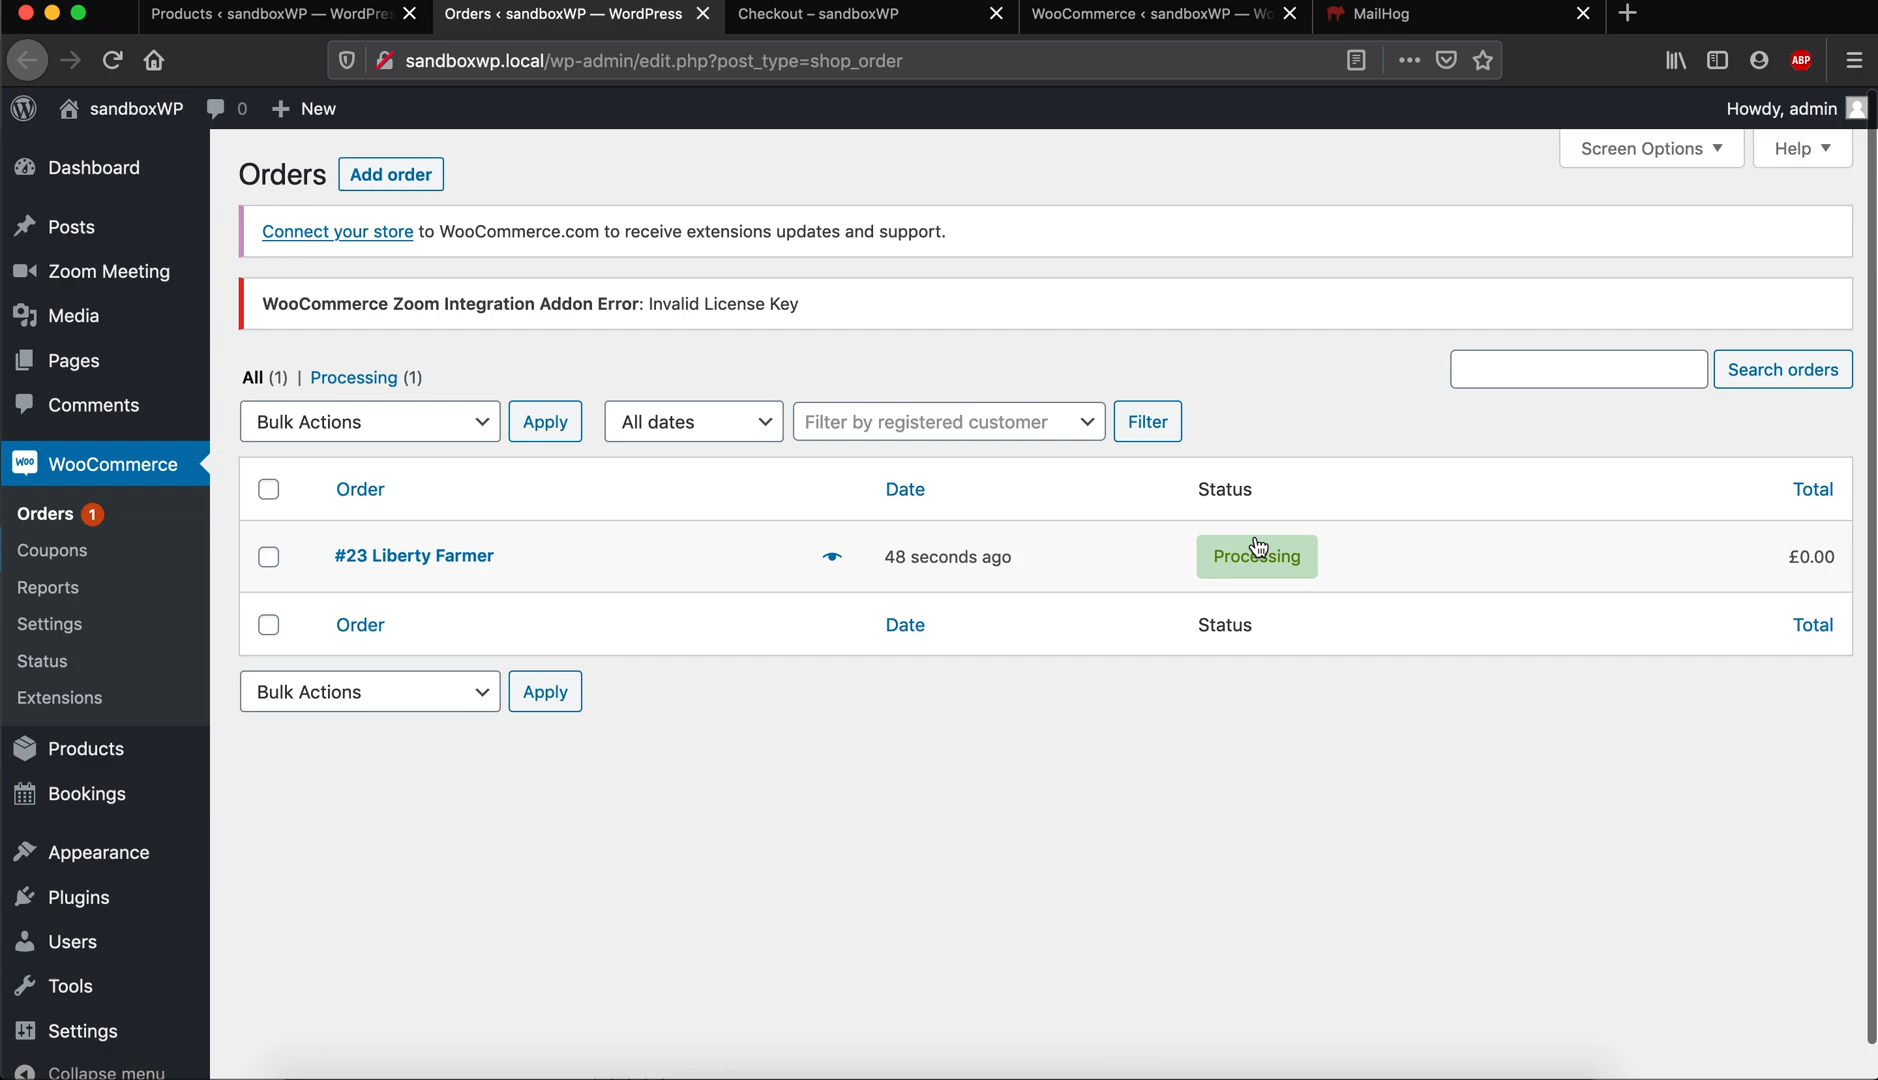 Products ‹ sandboxWP — WordPres
Orders ‹ sandboxWP — WordPress
Checkout – sandboxWP
WooCommerce ‹ sandboxWP — Wo
MailHog
sandboxwp.local/wp-admin/edit.php?post_type=shop_order
ABP
sandboxWP
0
New
Howdy, admin
Dashboard
Posts
Zoom Meeting
Media
Pages
Comments
Woo
WooCommerce
Orders 1
Coupons
Reports
Settings
Status
Extensions
Products
Bookings
Appearance
Plugins
Users
Tools
Settings
Collapse menu
Screen Options
Help
Orders
Add order
Connect your store to WooCommerce.com to receive extensions updates and support.
WooCommerce Zoom Integration Addon Error: Invalid License Key
All (1) | Processing (1)
Search orders
Bulk Actions
Apply
All dates
Filter by registered customer
Filter
Order
Date
Status
Total
#23 Liberty Farmer
48 seconds ago
Processing
£0.00
Order
Date
Status
Total
Bulk Actions
Apply